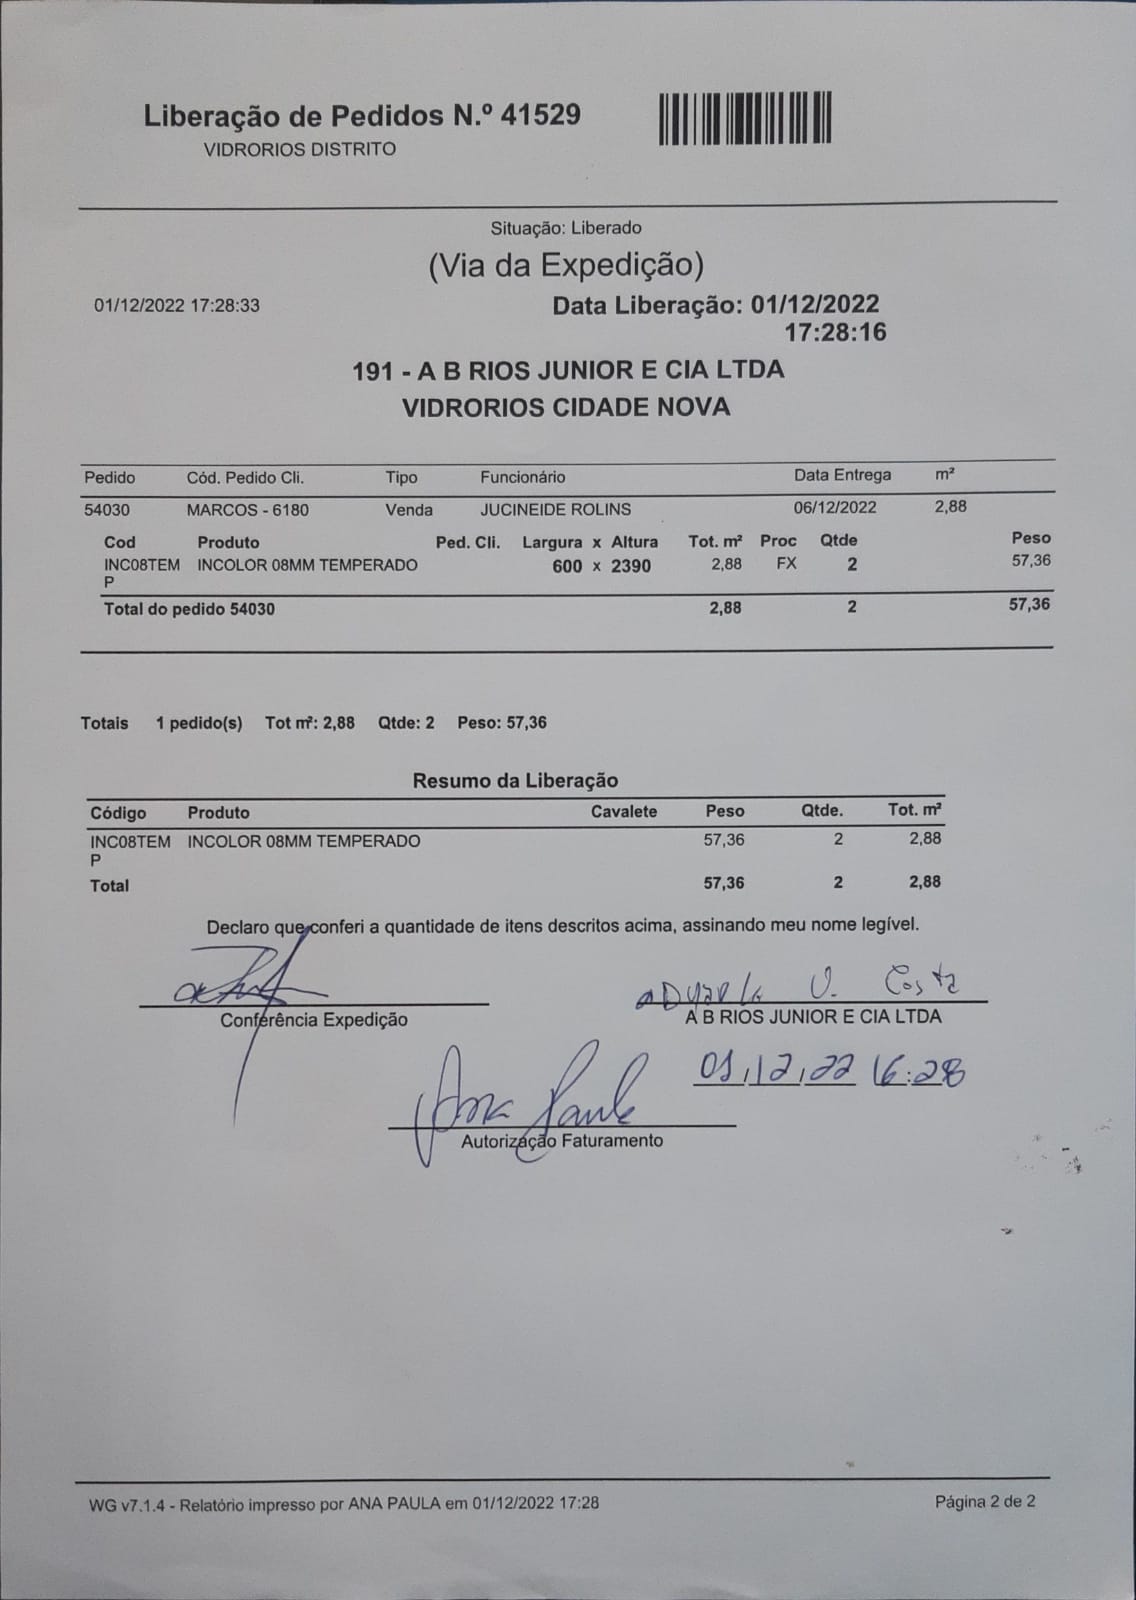 Liberação de Pedidos N.º 41529
VIDRORIOS DISTRITO
Situação: Liberado
(Via da Expedição)
01/12/2022 17:28:33
Data Liberação: 01/12/2022
17:28:16
191 - A B RIOS JUNIOR E CIA LTDA
VIDRORIOS CIDADE NOVA
Pedido Cód. Pedido Cli. Tipo Funcionário Data Entrega m²
54030 MARCOS - 6180 Venda JUCINEIDE ROLINS 06/12/2022 2,88
Cod Produto Ped. Cli. Largura x Altura Tot. m² Proc Qtde Peso
INC08TEM INCOLOR 08MM TEMPERADO 600 x 2390 2,88 FX 2 57,36
P
Total do pedido 54030 2,88 2 57,36
Totais 1 pedido(s) Tot m²: 2,88 Qtde: 2 Peso: 57,36
Resumo da Liberação
Código Produto Cavalete Peso Qtde. Tot. m²
INC08TEM INCOLOR 08MM TEMPERADO 57,36 2 2,88
P
Total 57,36 2 2,88
Declaro que conferi a quantidade de itens descritos acima, assinando meu nome legível.
V. Costa
Conferência Expedição A B RIOS JUNIOR E CIA LTDA
01/12/22 16:28
Ana Paula
Autorização Faturamento
WG v7.1.4 - Relatório impresso por ANA PAULA em 01/12/2022 17:28 Página 2 de 2